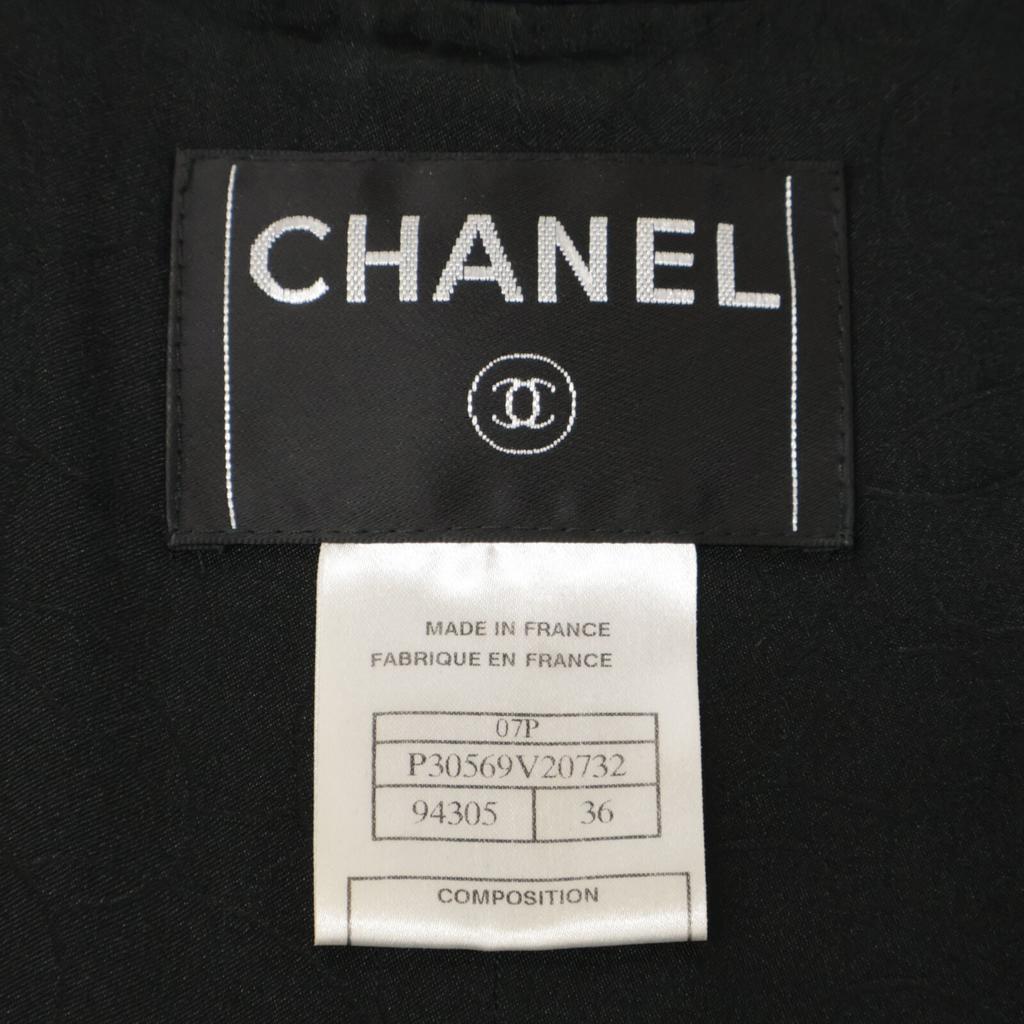 CHANEL
MADE IN FRANCE
FABRIQUE EN FRANCE
07P
P30569V20732
94305 36
COMPOSITION